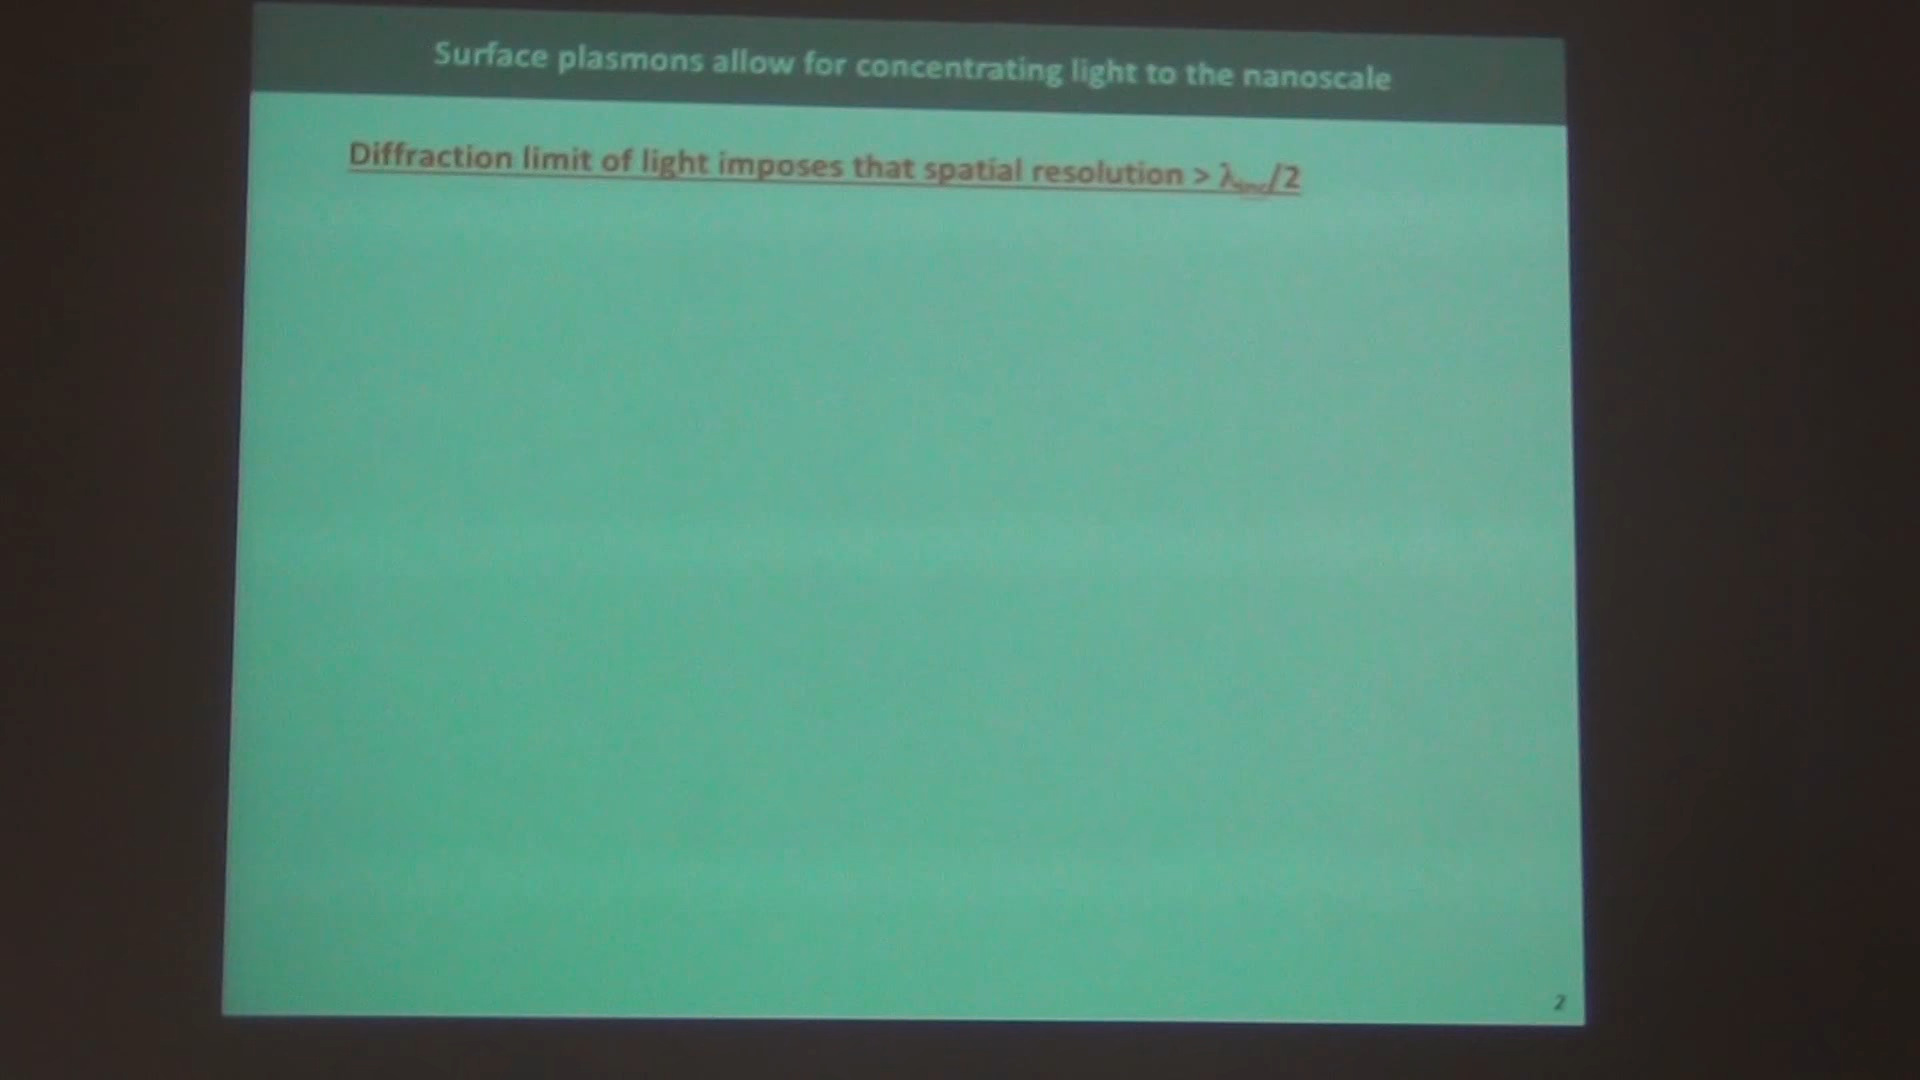 Surface plasmons allow for concentrating light to the nanoscale
Diffraction limit of light imposes that spatial resolution > λinc/2
2